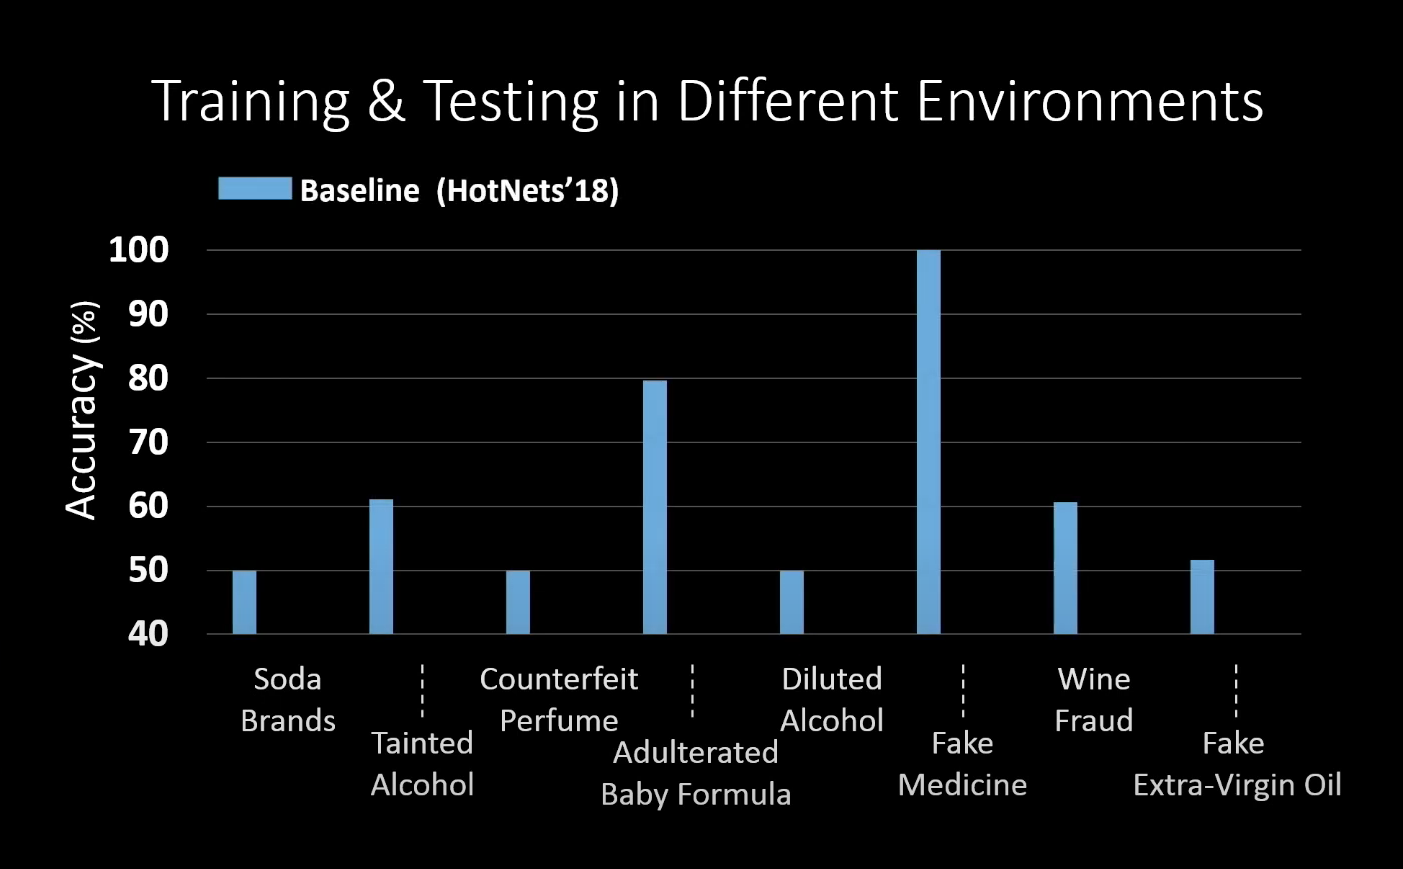 Training & Testing in Different Environments
Baseline (HotNets’18)
Accuracy (%)
100
90
80
70
60
50
40
Soda
Brands
Tainted
Alcohol
Counterfeit
Perfume
Adulterated
Baby Formula
Diluted
Alcohol
Fake
Medicine
Wine
Fraud
Fake
Extra-Virgin Oil